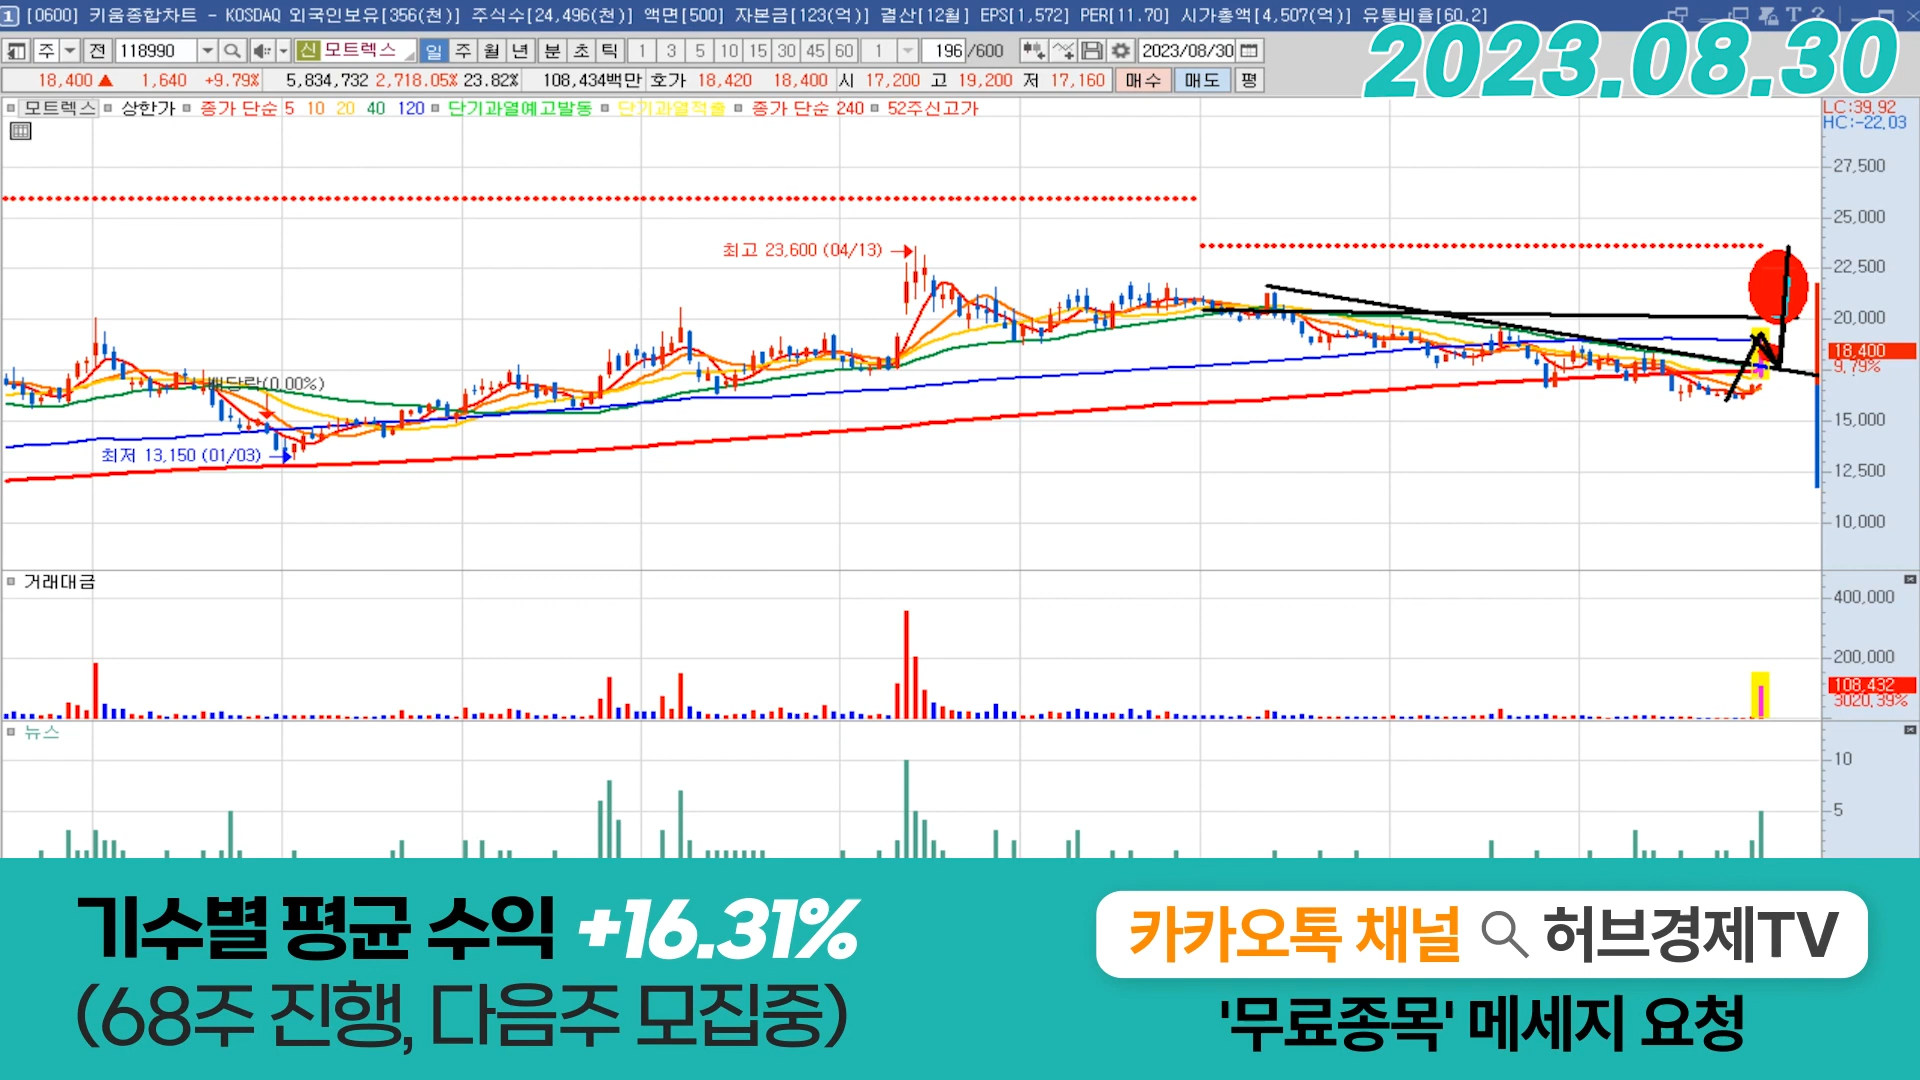 1 [0600] 키움종합차트 - KOSDAQ 외국인보유[356(천)] 주식수[24,496(천)] 액면[500] 자본금[123(억)] 결산[12월] EPS[1,572] PER[11.70] 시가총액[4,507(억)] 유통비율[60.2]
2023.08.30
주 전 118990 신 모트렉스 일 주 월 년 분 초 틱 1 3 5 10 15 30 45 60 1 196 /600 2023/08/30
18,400 ▲ 1,640 +9.79% 5,834,732 2,718.05% 23.82% 108,434백만 호가 18,420 18,400 시 17,200 고 19,200 저 17,160 매수 매도 평
모트렉스 상한가 종가 단순 5 10 20 40 120 단기과열예고발동 단기과열적출 종가 단순 240 52주신고가
LC:39.92
HC:-22.03
27,500
25,000
최고 23,600 (04/13)
22,500
20,000
18,400
9.79%
배당락(0.00%)
15,000
최저 13,150 (01/03)
12,500
10,000
거래대금
400,000
200,000
108,432
3020.39%
뉴스
10
5
기수별 평균 수익 +16.31%
(68주 진행, 다음주 모집중)
카카오톡 채널 허브경제TV
'무료종목' 메세지 요청